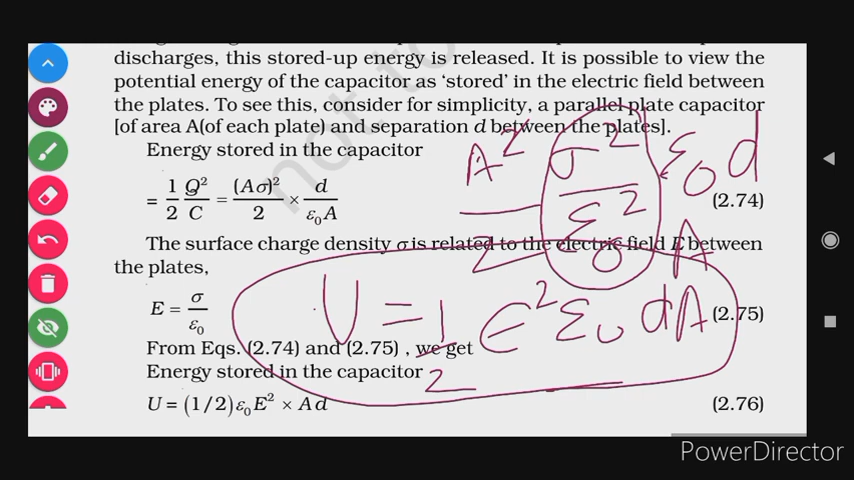 discharges, this stored-up energy is released. It is possible to view the
potential energy of the capacitor as ‘stored’ in the electric field between
the plates. To see this, consider for simplicity, a parallel plate capacitor
[of area A(of each plate) and separation d between the plates].
Energy stored in the capacitor
= 1/2 Q²/C = (Aσ)²/2 × d/ε₀A (2.74)
A² σ² ε₀ d
2 ε₀² A
The surface charge density σ is related to the electric field E between
the plates,
E = σ/ε₀ (2.75)
U = 1/2 E² ε₀ dA
From Eqs. (2.74) and (2.75) , we get
Energy stored in the capacitor
U = (1/2) ε₀E² × A d (2.76)
not to
PowerDirector